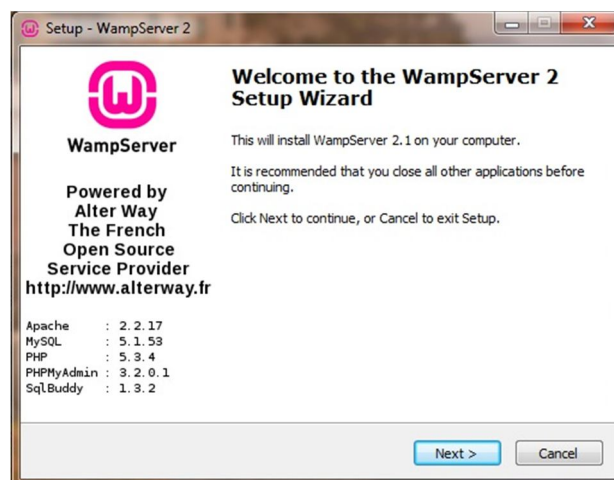 Setup - WampServer 2
WampServer
Powered by
Alter Way
The French
Open Source
Service Provider
http://www.alterway.fr
Apache : 2.2.17
MySQL : 5.1.53
PHP : 5.3.4
PHPMyAdmin : 3.2.0.1
SqlBuddy : 1.3.2
Welcome to the WampServer 2
Setup Wizard
This will install WampServer 2.1 on your computer.
It is recommended that you close all other applications before
continuing.
Click Next to continue, or Cancel to exit Setup.
Next >
Cancel